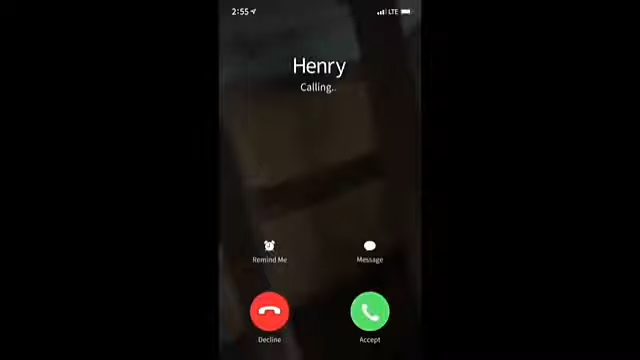 2:55 LTE
Henry
Calling..
Remind Me Message
Decline Accept